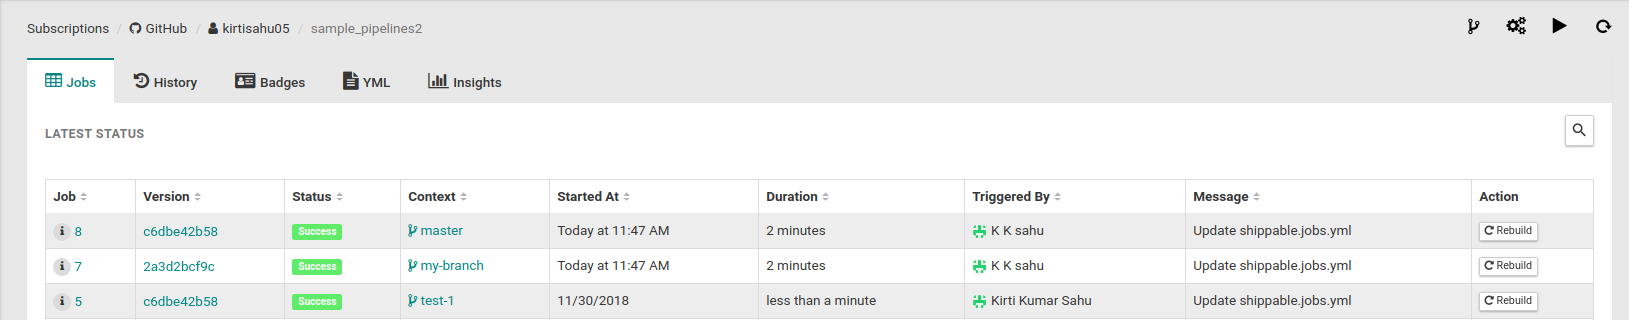 Subscriptions / GitHub / kirtisahu05 / sample_pipelines2
Jobs History Badges YML Insights
LATEST STATUS
Job Version Status Context Started At Duration Triggered By Message Action
8 c6dbe42b58 Success master Today at 11:47 AM 2 minutes K K sahu Update shippable.jobs.yml Rebuild
7 2a3d2bcf9c Success my-branch Today at 11:47 AM 2 minutes K K sahu Update shippable.jobs.yml Rebuild
5 c6dbe42b58 Success test-1 11/30/2018 less than a minute Kirti Kumar Sahu Update shippable.jobs.yml Rebuild